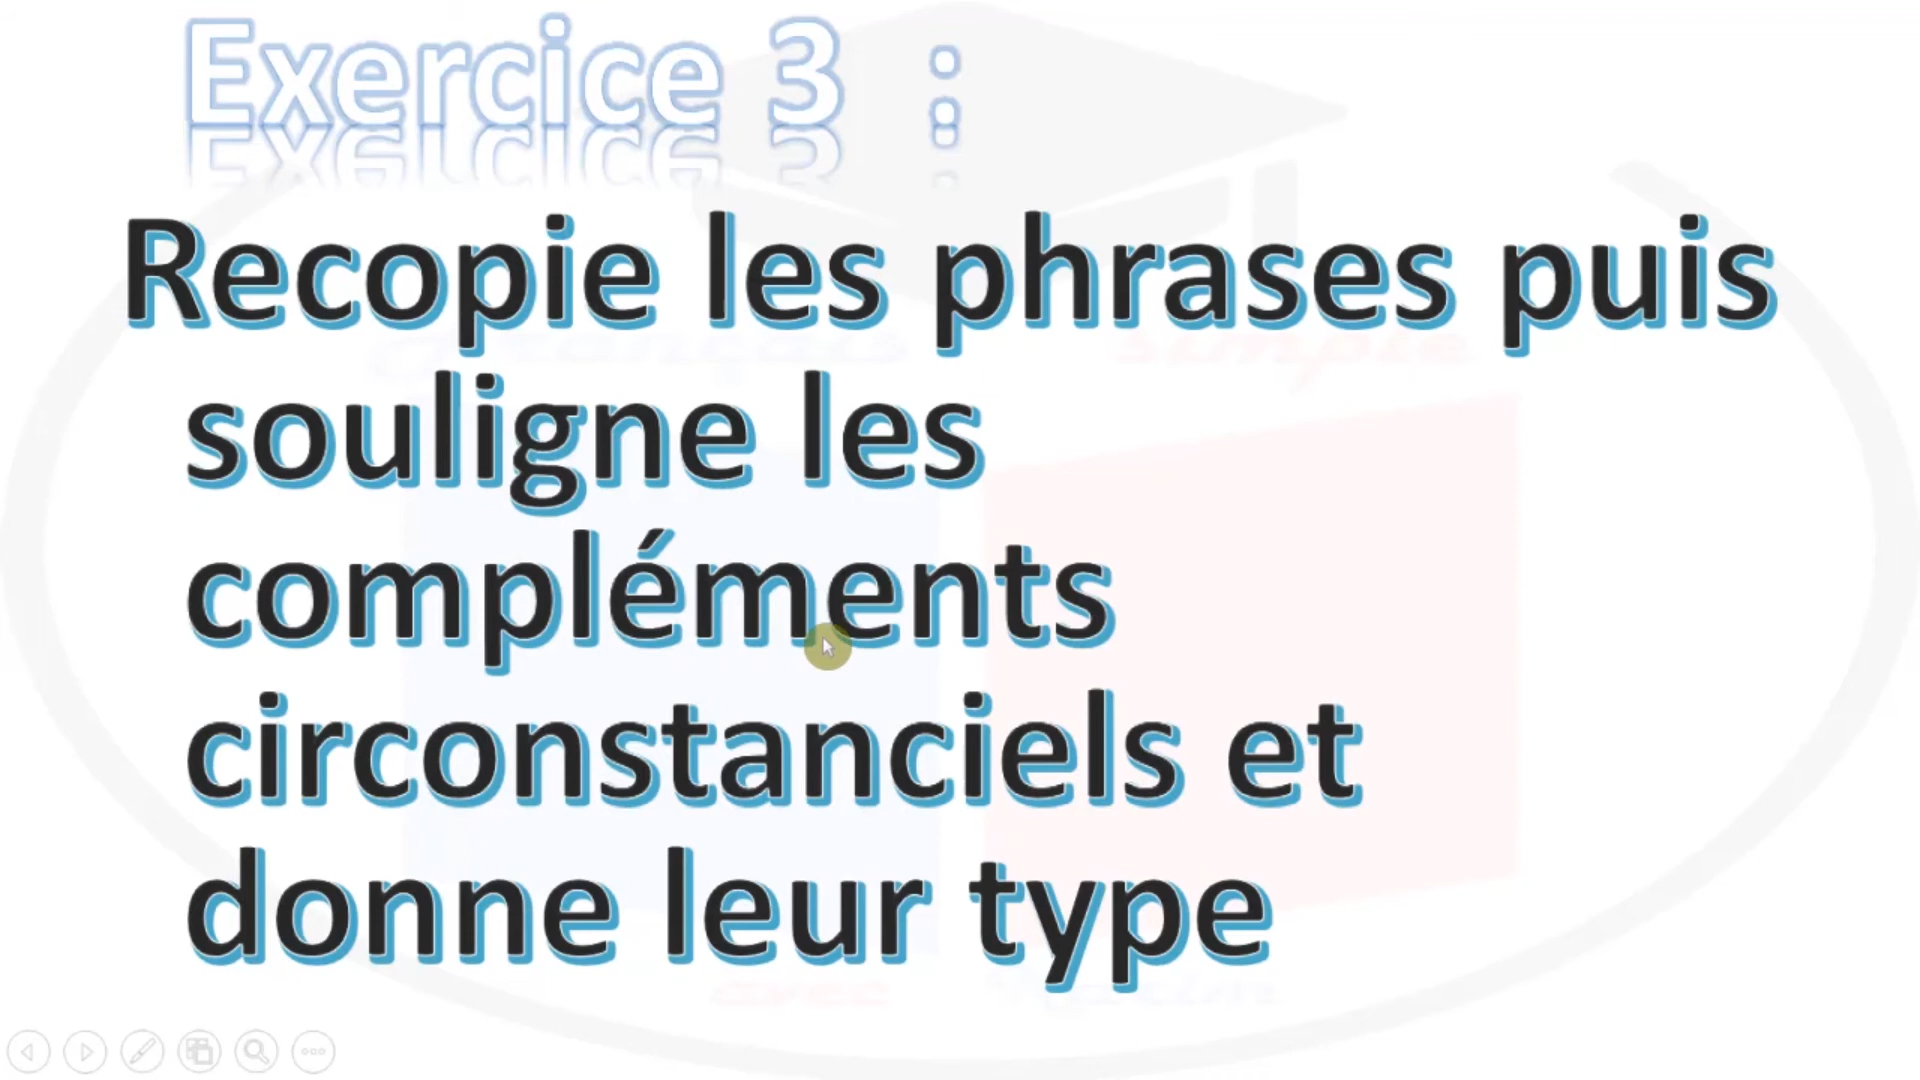 Exercice 3 :
Recopie les phrases puis
souligne les
compléments
circonstanciels et
donne leur type